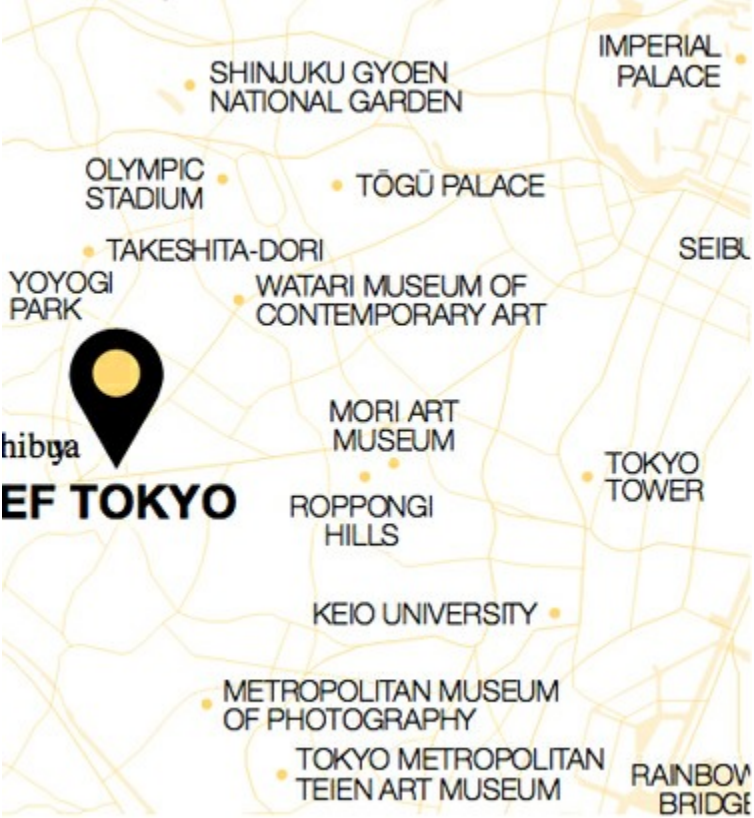 IMPERIAL
PALACE
SHINJUKU GYOEN
NATIONAL GARDEN
OLYMPIC
STADIUM
TŌGŪ PALACE
TAKESHITA-DORI
SEIBU
YOYOGI
PARK
WATARI MUSEUM OF
CONTEMPORARY ART
MORI ART
MUSEUM
hibuya
TOKYO
TOWER
EF TOKYO
ROPPONGI
HILLS
KEIO UNIVERSITY
METROPOLITAN MUSEUM
OF PHOTOGRAPHY
TOKYO METROPOLITAN
TEIEN ART MUSEUM
RAINBOW
BRIDGE